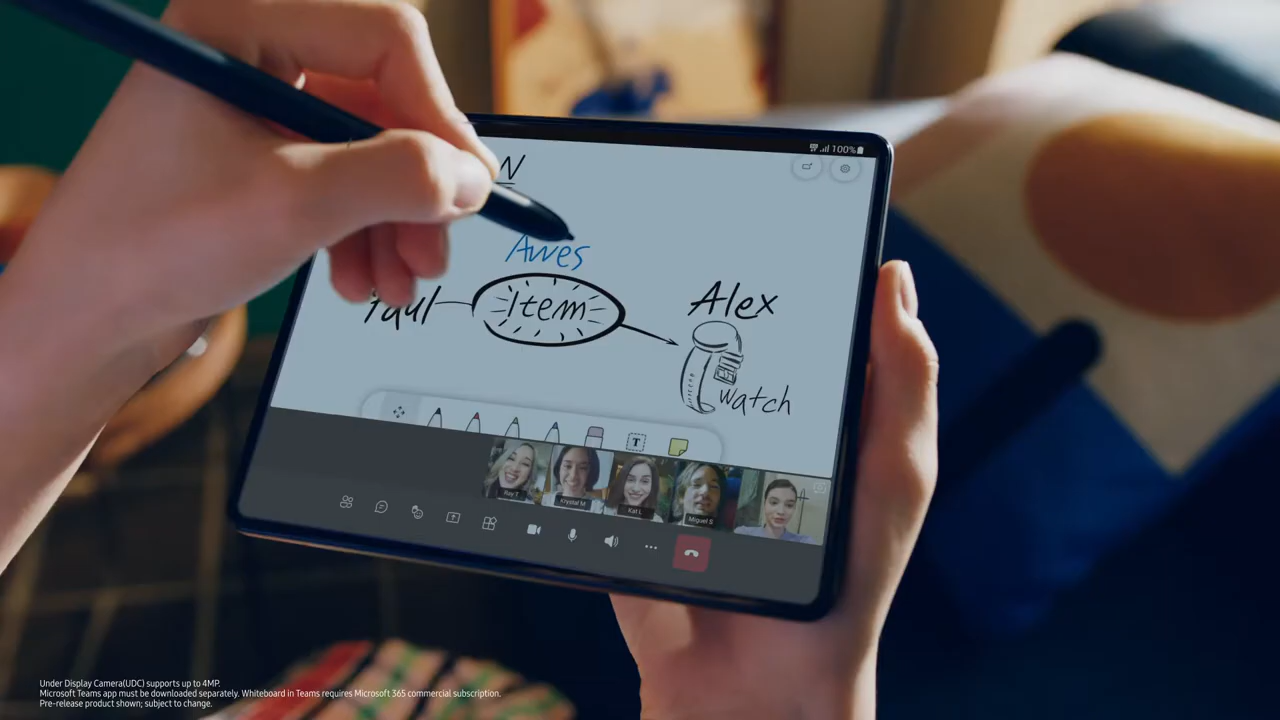 100%
N
Awes
Paul
Item
Alex
watch
T
Ray T
Krystal M
Kat L
Miguel S
Under Display Camera(UDC) supports up to 4MP.
Microsoft Teams app must be downloaded separately. Whiteboard in Teams requires Microsoft 365 commercial subscription.
Pre-release product shown; subject to change.